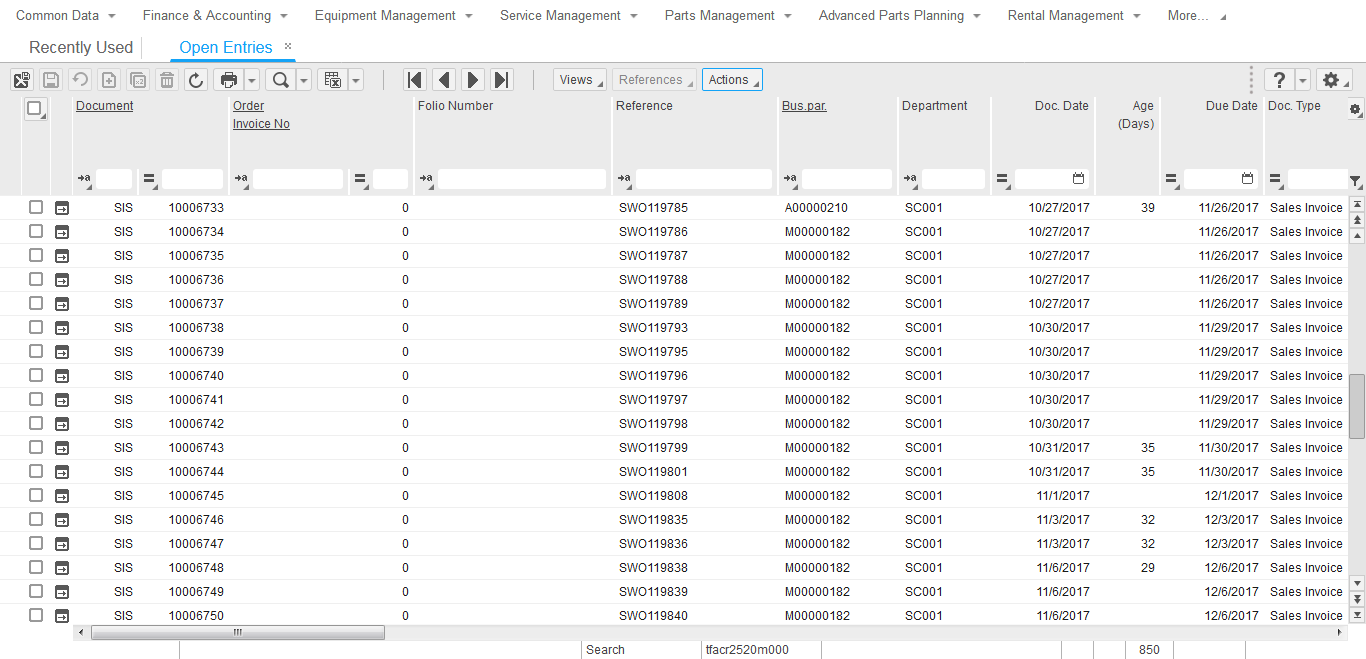 Common Data Finance & Accounting Equipment Management Service Management Parts Management Advanced Parts Planning Rental Management More...
Recently Used Open Entries ×
Views References Actions ?
Document Order Folio Number Reference Bus.par. Department Doc. Date Age Due Date Doc. Type
Invoice No (Days)
SIS 10006733 0 SWO119785 A00000210 SC001 10/27/2017 39 11/26/2017 Sales Invoice
SIS 10006734 0 SWO119786 M00000182 SC001 10/27/2017 11/26/2017 Sales Invoice
SIS 10006735 0 SWO119787 M00000182 SC001 10/27/2017 11/26/2017 Sales Invoice
SIS 10006736 0 SWO119788 M00000182 SC001 10/27/2017 11/26/2017 Sales Invoice
SIS 10006737 0 SWO119789 M00000182 SC001 10/27/2017 11/26/2017 Sales Invoice
SIS 10006738 0 SWO119793 M00000182 SC001 10/30/2017 11/29/2017 Sales Invoice
SIS 10006739 0 SWO119795 M00000182 SC001 10/30/2017 11/29/2017 Sales Invoice
SIS 10006740 0 SWO119796 M00000182 SC001 10/30/2017 11/29/2017 Sales Invoice
SIS 10006741 0 SWO119797 M00000182 SC001 10/30/2017 11/29/2017 Sales Invoice
SIS 10006742 0 SWO119798 M00000182 SC001 10/30/2017 11/29/2017 Sales Invoice
SIS 10006743 0 SWO119799 M00000182 SC001 10/31/2017 35 11/30/2017 Sales Invoice
SIS 10006744 0 SWO119801 M00000182 SC001 10/31/2017 35 11/30/2017 Sales Invoice
SIS 10006745 0 SWO119808 M00000182 SC001 11/1/2017 12/1/2017 Sales Invoice
SIS 10006746 0 SWO119835 M00000182 SC001 11/3/2017 32 12/3/2017 Sales Invoice
SIS 10006747 0 SWO119836 M00000182 SC001 11/3/2017 32 12/3/2017 Sales Invoice
SIS 10006748 0 SWO119838 M00000182 SC001 11/6/2017 29 12/6/2017 Sales Invoice
SIS 10006749 0 SWO119839 M00000182 SC001 11/6/2017 12/6/2017 Sales Invoice
SIS 10006750 0 SWO119840 M00000182 SC001 11/6/2017 12/6/2017 Sales Invoice
Search tfacr2520m000 850